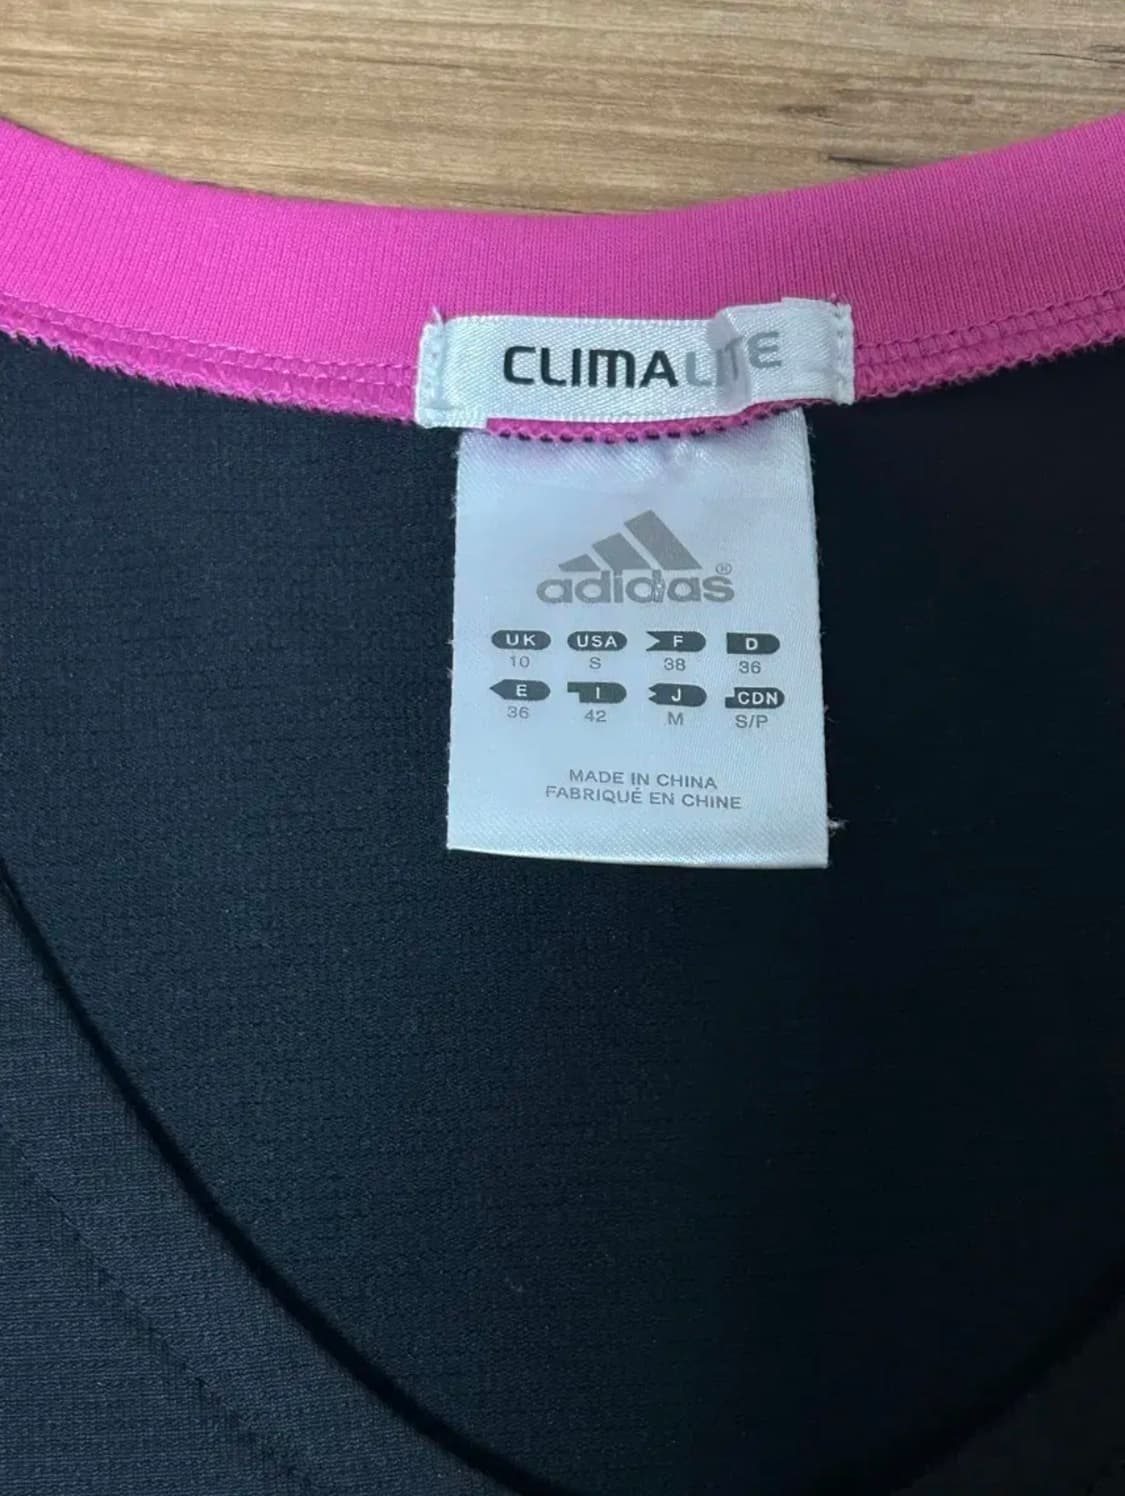 CLIMALITE
adidas®
UK USA F D
10 S 38 36
E I J CDN
36 42 M S/P
MADE IN CHINA
FABRIQUÉ EN CHINE